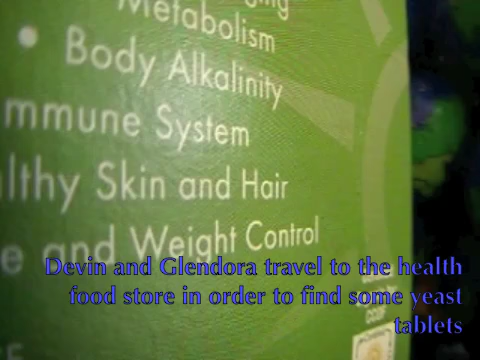 Metabolism
• Body Alkalinity
mmune System
lthy Skin and Hair
e and Weight Control
Devin and Glendora travel to the health
food store in order to find some yeast
tablets